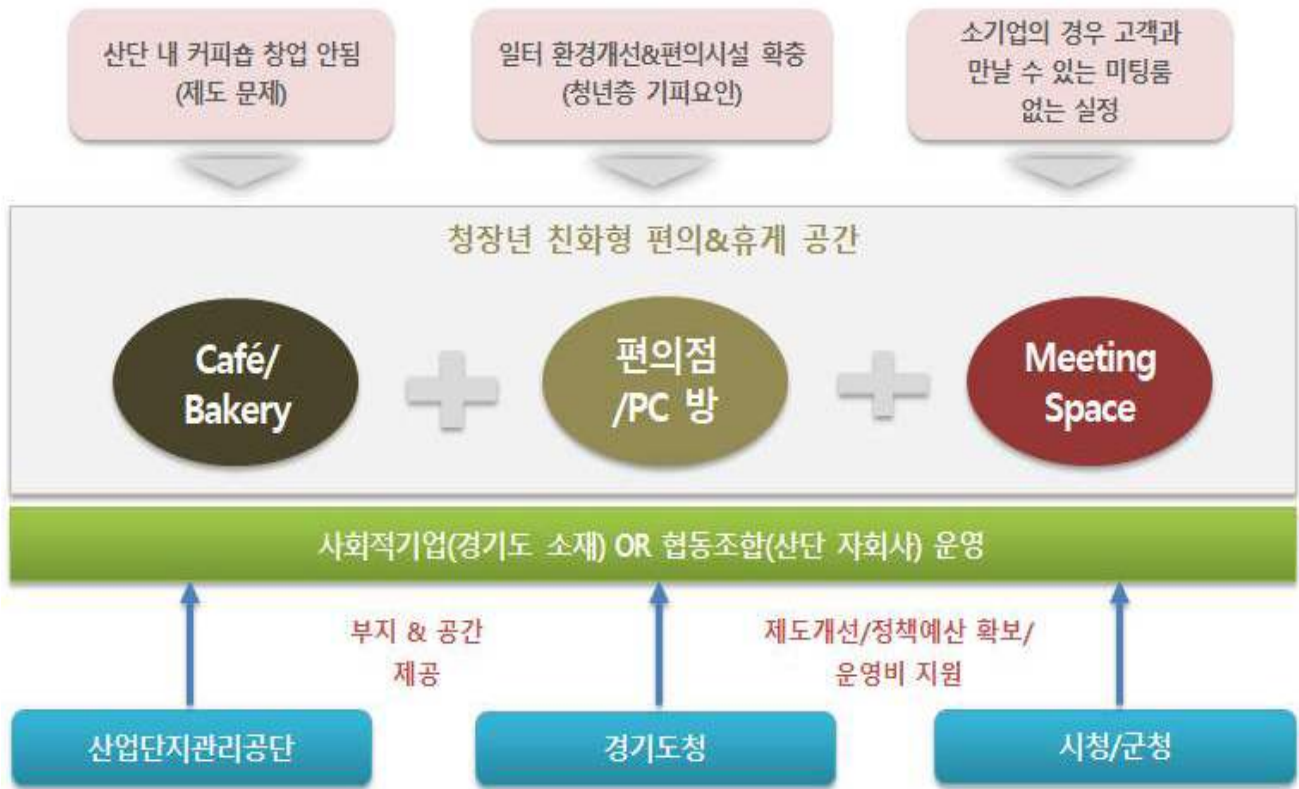 산단 내 커피숍 창업 안됨
(제도 문제)
일터 환경개선&편의시설 확충
(청년층 기피요인)
소기업의 경우 고객과
만날 수 있는 미팅룸
없는 실정
청장년 친화형 편의&휴게 공간
Café/
Bakery
편의점
/PC 방
Meeting
Space
사회적기업(경기도 소재) OR 협동조합(산단 자회사) 운영
부지 & 공간
제공
제도개선/정책예산 확보/
운영비 지원
산업단지관리공단
경기도청
시청/군청